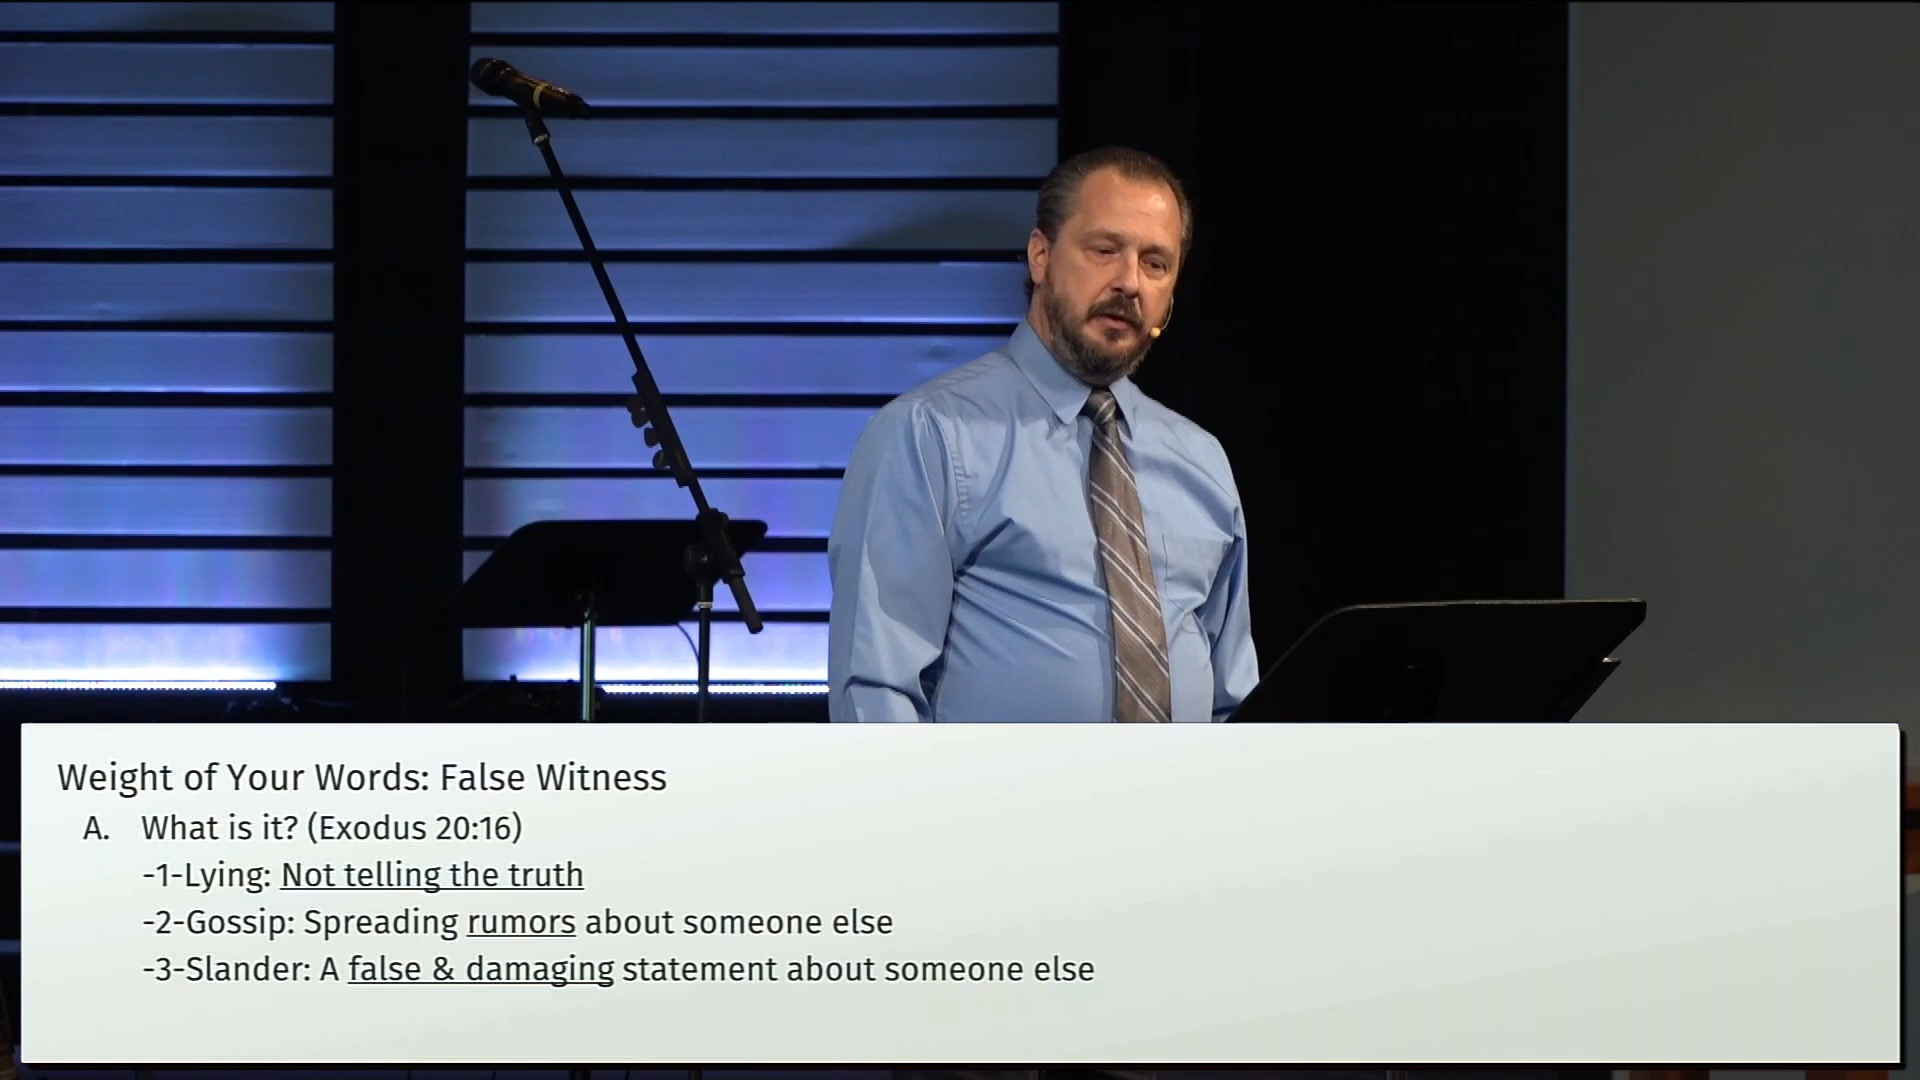 Weight of Your Words: False Witness
A. What is it? (Exodus 20:16)
-1-Lying: Not telling the truth
-2-Gossip: Spreading rumors about someone else
-3-Slander: A false & damaging statement about someone else